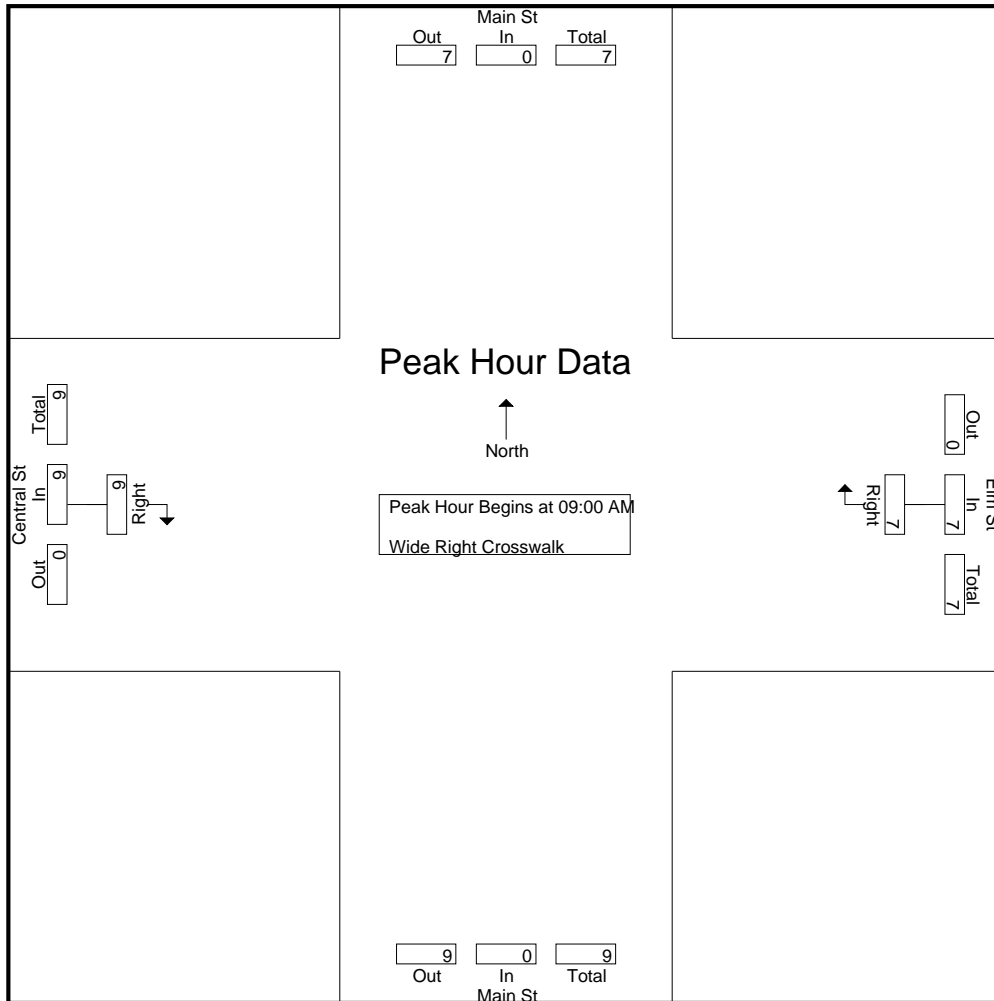 Main St
Out In Total
7 0 7
Peak Hour Data
North
Peak Hour Begins at 09:00 AM
Wide Right Crosswalk
Central St
Out In Total
0 9 9
Right
9
Elm St
Out In Total
0 7 7
Right
7
9 0 9
Out In Total
Main St